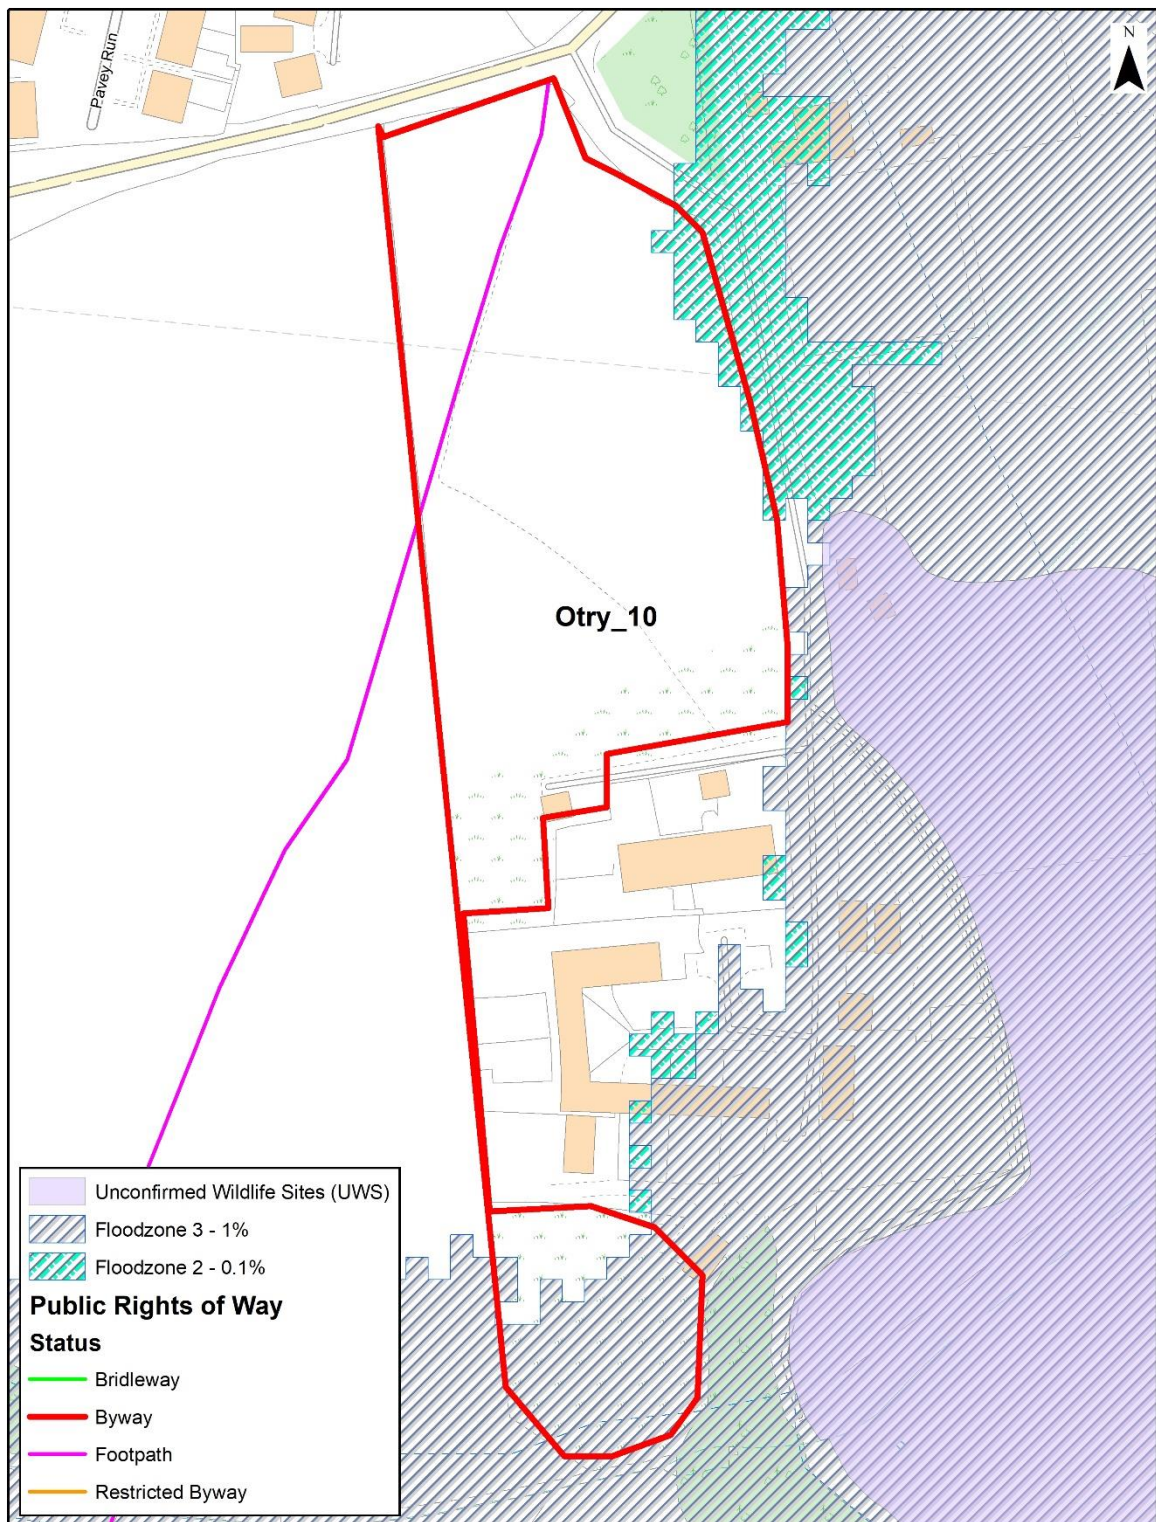 N
Pavey Run
Otry_10
Unconfirmed Wildlife Sites (UWS)
Floodzone 3 - 1%
Floodzone 2 - 0.1%
Public Rights of Way
Status
Bridleway
Byway
Footpath
Restricted Byway